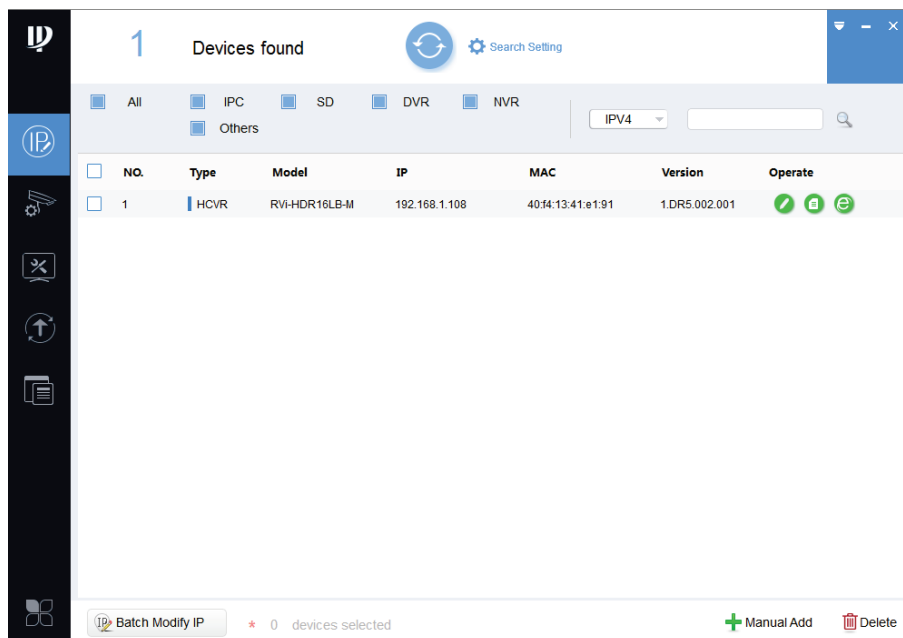 1 Devices found Search Setting
All IPC SD DVR NVR
Others
IPV4
NO. Type Model IP MAC Version Operate
1 HCVR RVi-HDR16LB-M 192.168.1.108 40:f4:13:41:e1:91 1.DR5.002.001
Batch Modify IP * 0 devices selected Manual Add Delete